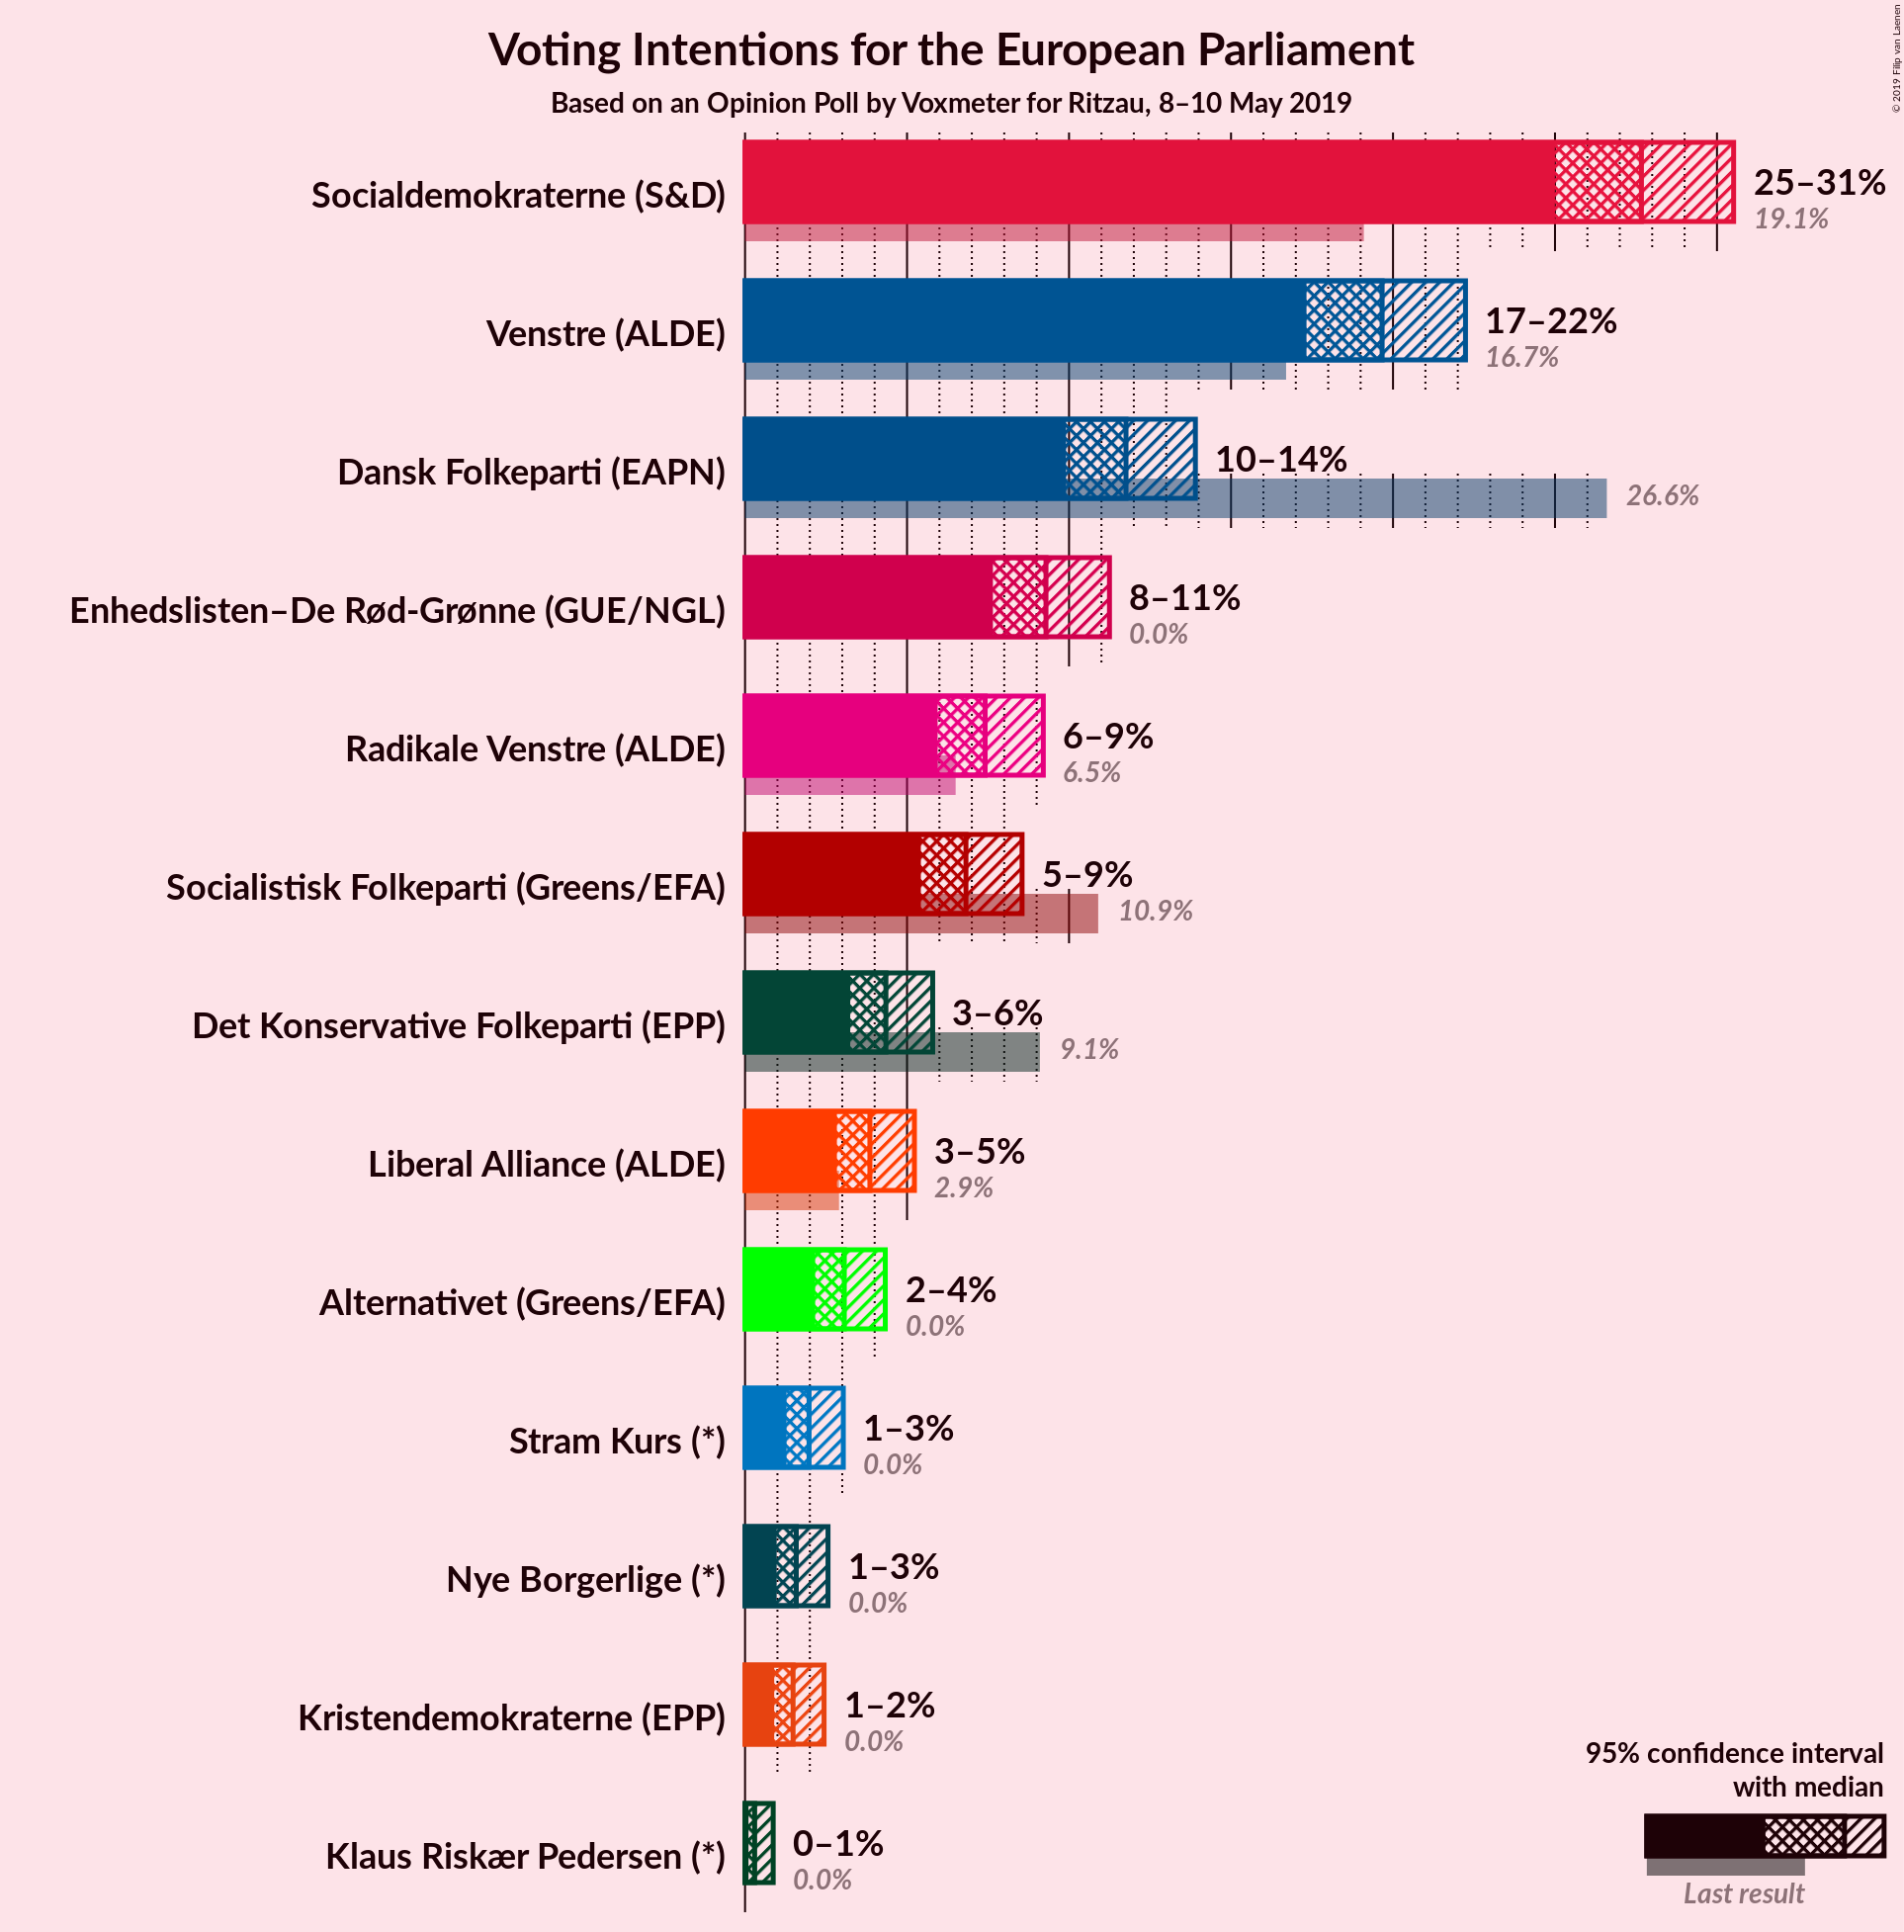 Voting Intentions for the European Parliament
Based on an Opinion Poll by Voxmeter for Ritzau, 8–10 May 2019
© 2019 Filip van Laenen
Socialdemokraterne (S&D)
25–31%
19.1%
Venstre (ALDE)
17–22%
16.7%
Dansk Folkeparti (EAPN)
10–14%
26.6%
Enhedslisten–De Rød-Grønne (GUE/NGL)
8–11%
0.0%
Radikale Venstre (ALDE)
6–9%
6.5%
Socialistisk Folkeparti (Greens/EFA)
5–9%
10.9%
Det Konservative Folkeparti (EPP)
3–6%
9.1%
Liberal Alliance (ALDE)
3–5%
2.9%
Alternativet (Greens/EFA)
2–4%
0.0%
Stram Kurs (*)
1–3%
0.0%
Nye Borgerlige (*)
1–3%
0.0%
Kristendemokraterne (EPP)
1–2%
0.0%
Klaus Riskær Pedersen (*)
0–1%
0.0%
95% confidence interval
with median
Last result